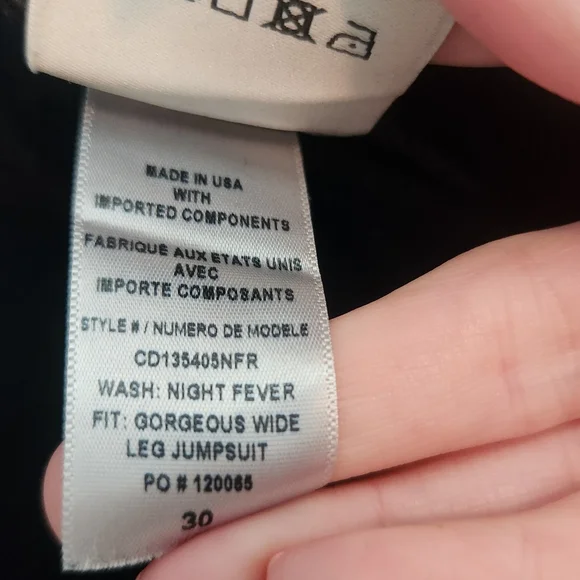 MADE IN USA
WITH
IMPORTED COMPONENTS
FABRIQUE AUX ETATS UNIS
AVEC
IMPORTE COMPOSANTS
STYLE # / NUMERO DE MODELE
CD135405NFR
WASH: NIGHT FEVER
FIT: GORGEOUS WIDE
LEG JUMPSUIT
PO # 120065
30